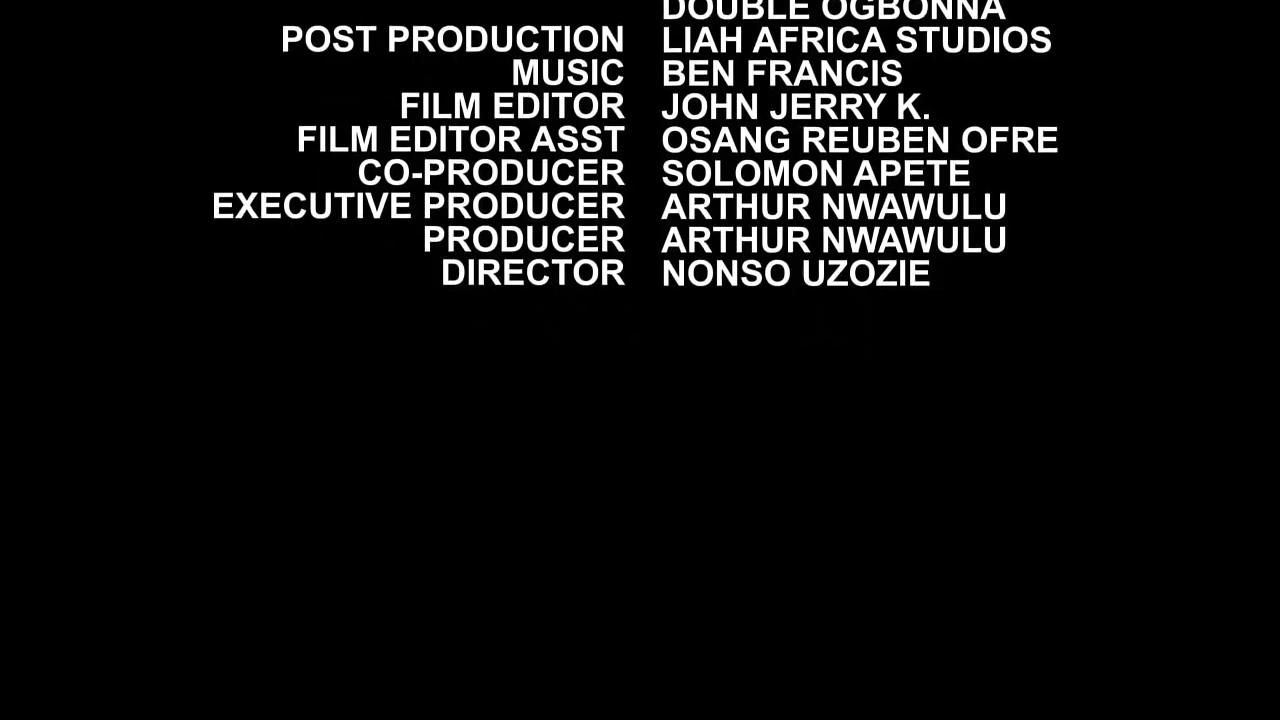 DOUBLE OGBONNA
POST PRODUCTION LIAH AFRICA STUDIOS
MUSIC BEN FRANCIS
FILM EDITOR JOHN JERRY K.
FILM EDITOR ASST OSANG REUBEN OFRE
CO-PRODUCER SOLOMON APETE
EXECUTIVE PRODUCER ARTHUR NWAWULU
PRODUCER ARTHUR NWAWULU
DIRECTOR NONSO UZOZIE